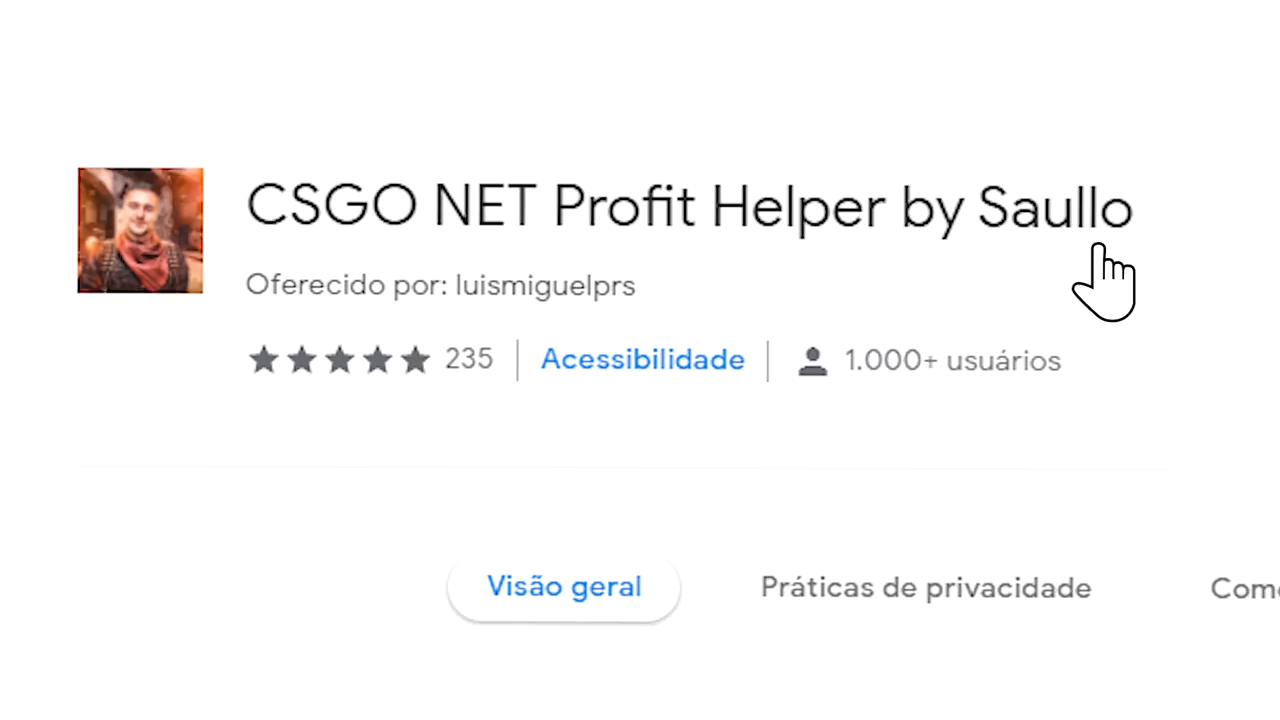 CSGO NET Profit Helper by Saullo
Oferecido por: luismiguelprs
235 Acessibilidade 1.000+ usuários
Visão geral Práticas de privacidade